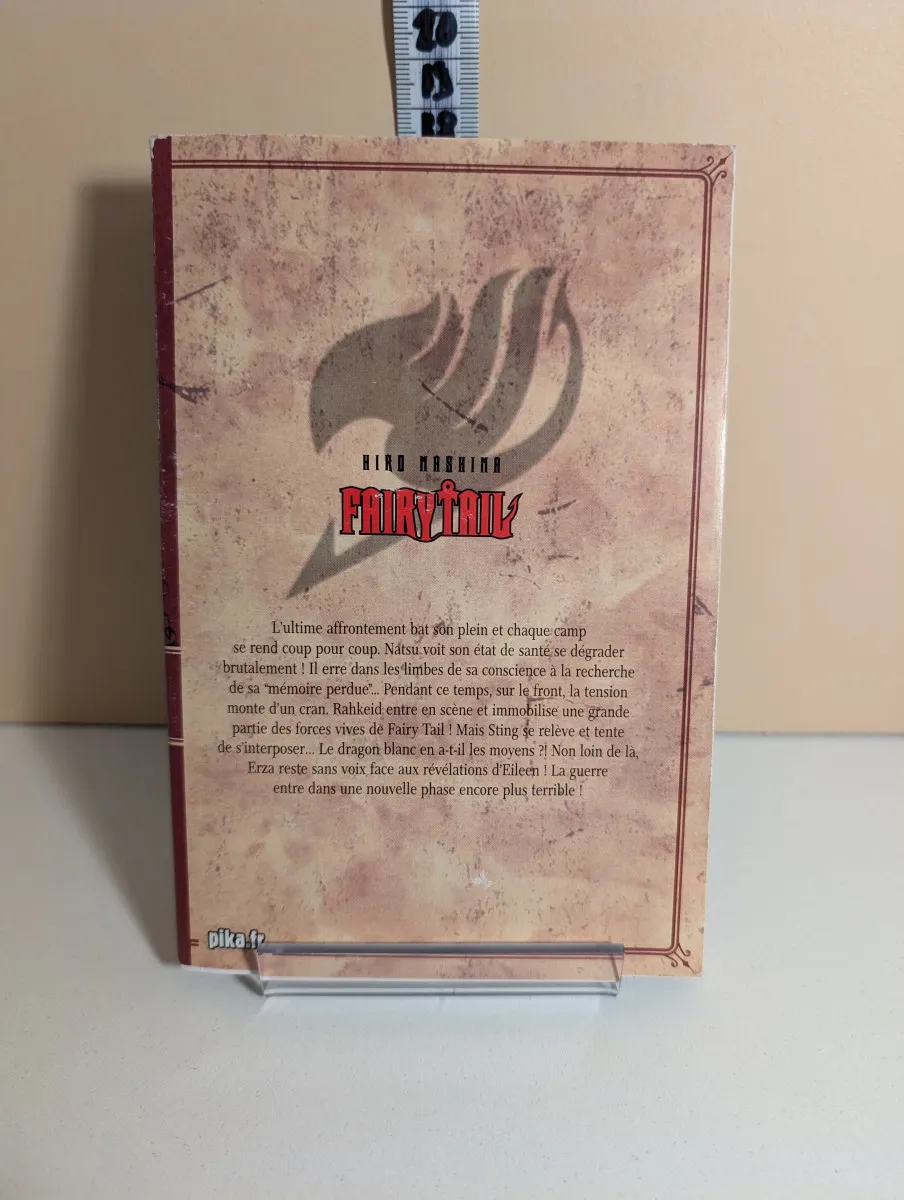 20
19
18
HIRO MASHIMA
FAIRY TAIL
L'ultime affrontement bat son plein et chaque camp
se rend coup pour coup. Natsu voit son état de santé se dégrader
brutalement ! Il erre dans les limbes de sa conscience à la recherche
de sa "mémoire perdue"... Pendant ce temps, sur le front, la tension
monte d'un cran. Rahkeid entre en scène et immobilise une grande
partie des forces vives de Fairy Tail ! Mais Sting se relève et tente
de s'interposer... Le dragon blanc en a-t-il les moyens ?! Non loin de là,
Erza reste sans voix face aux révélations d'Eileen ! La guerre
entre dans une nouvelle phase encore plus terrible !
pika.fr